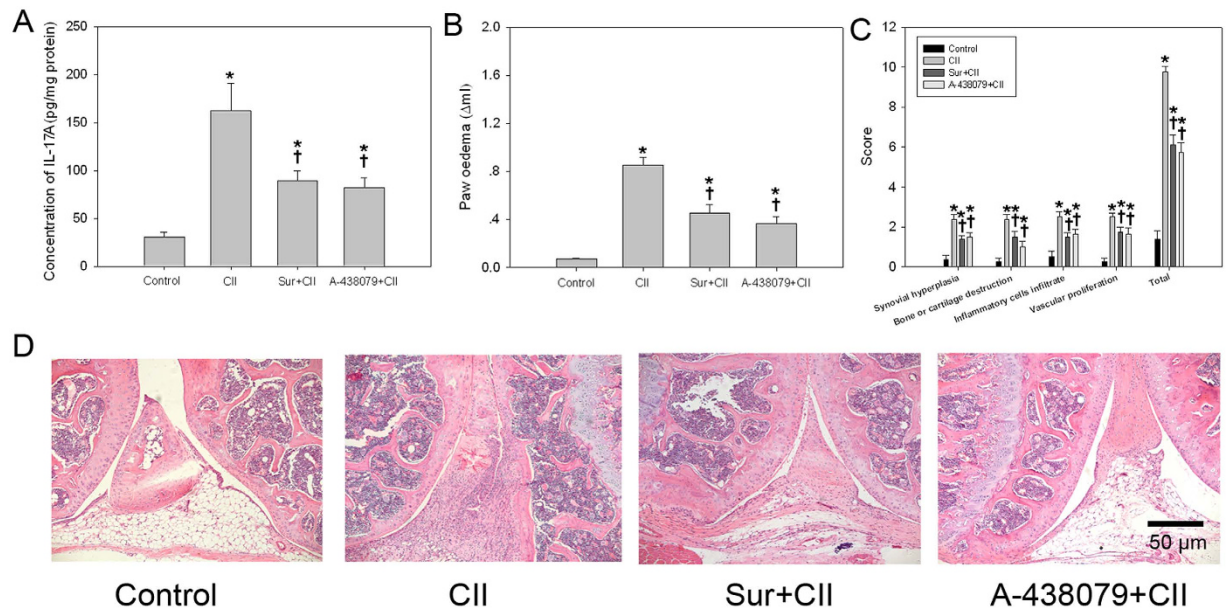 A
Concentration of IL-17A (pg/mg protein)
250
200
150
100
50
0
*
*
†
*
†
Control
CII
Sur+CII
A-438079+CII
B
Paw oedema (Δml)
2.0
1.6
1.2
.8
.4
0.0
*
*
†
*
†
Control
CII
Sur+CII
A-438079+CII
C
Score
12
10
8
6
4
2
0
Control
CII
Sur+CII
A-438079+CII
*
*
†
*
†
*
*
†
*
†
*
*
†
*
†
*
*
†
*
†
*
*
†
*
†
Synovial hyperplasia
Bone or cartilage destruction
Inflammatory cells infiltrate
Vascular proliferation
Total
D
50 µm
Control
CII
Sur+CII
A-438079+CII